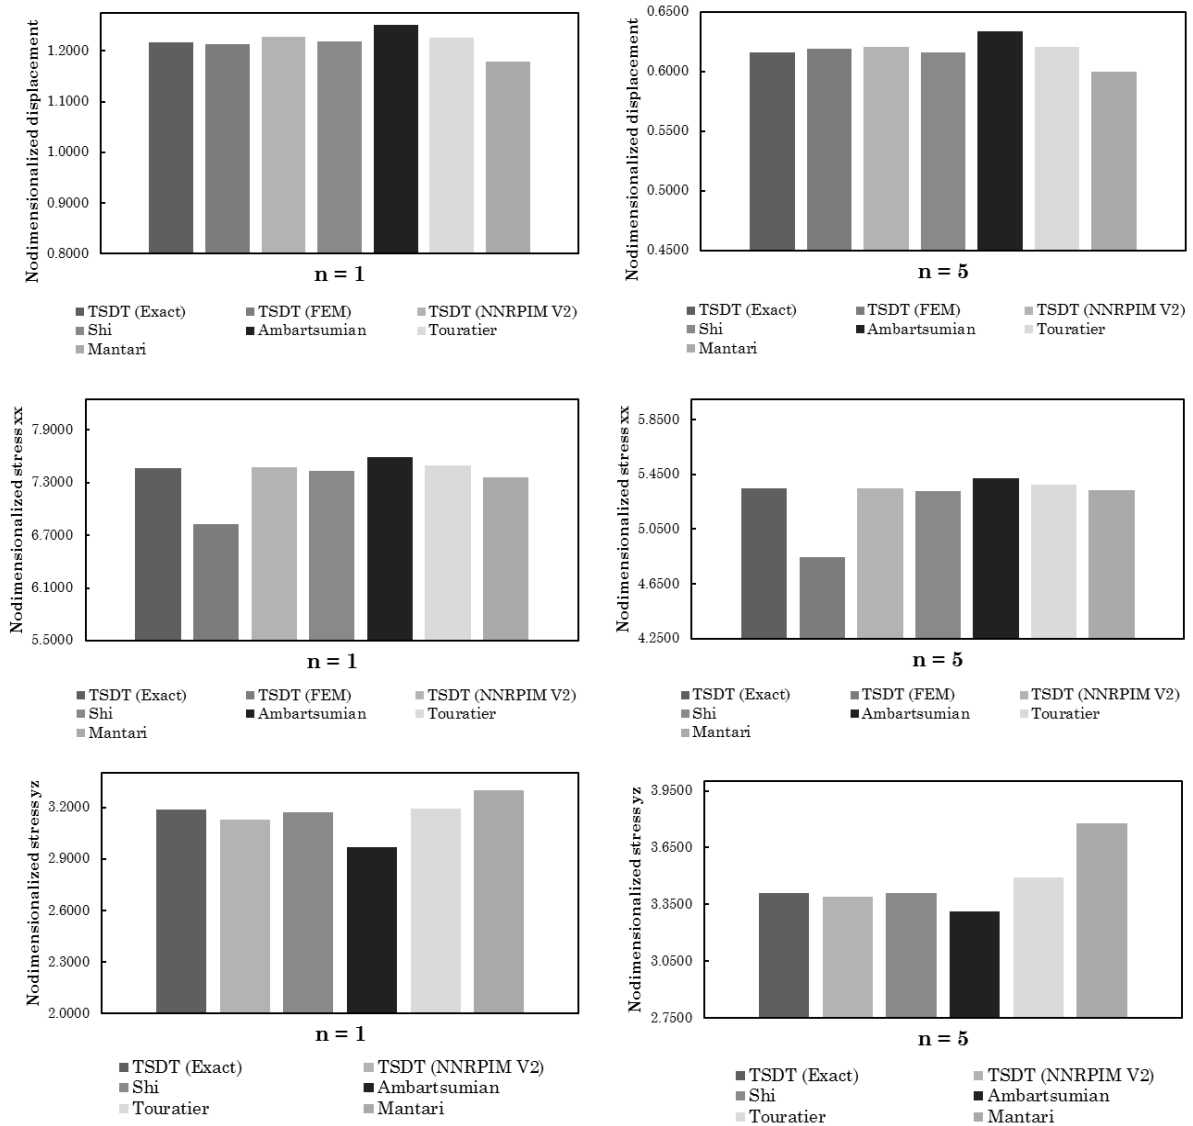 Nodimensionalized displacement
1.2000
1.1000
1.0000
0.9000
0.8000
n = 1
TSDT (Exact) TSDT (FEM) TSDT (NNRPIM V2)
Shi Ambartsumian Touratier
Mantari
Nodimensionalized displacement
0.6500
0.6000
0.5500
0.5000
0.4500
n = 5
TSDT (Exact) TSDT (FEM) TSDT (NNRPIM V2)
Shi Ambartsumian Touratier
Mantari
Nodimensionalized stress xx
7.9000
7.3000
6.7000
6.1000
5.5000
n = 1
TSDT (Exact) TSDT (FEM) TSDT (NNRPIM V2)
Shi Ambartsumian Touratier
Mantari
Nodimensionalized stress xx
5.8500
5.4500
5.0500
4.6500
4.2500
n = 5
TSDT (Exact) TSDT (FEM) TSDT (NNRPIM V2)
Shi Ambartsumian Touratier
Mantari
Nodimensionalized stress yz
3.2000
2.9000
2.6000
2.3000
2.0000
n = 1
TSDT (Exact) TSDT (NNRPIM V2)
Shi Ambartsumian
Touratier Mantari
Nodimensionalized stress yz
3.9500
3.6500
3.3500
3.0500
2.7500
n = 5
TSDT (Exact) TSDT (NNRPIM V2)
Shi Ambartsumian
Touratier Mantari